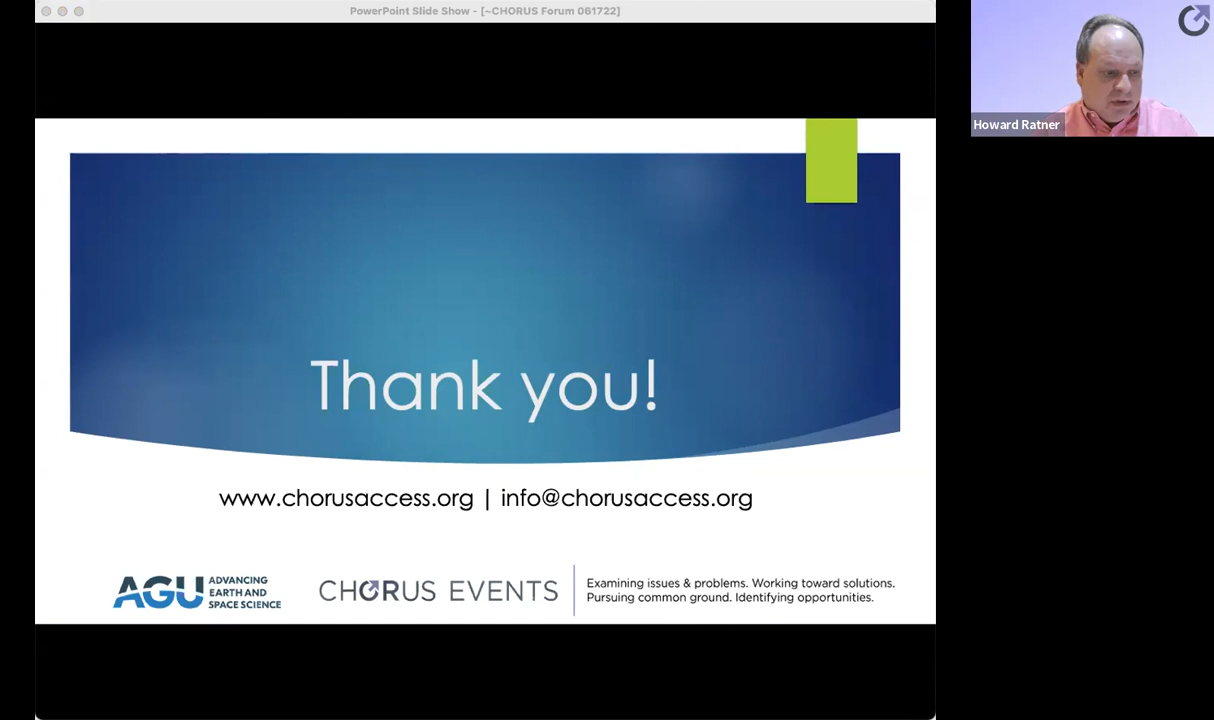 PowerPoint Slide Show - [~CHORUS Forum 061722]
Howard Ratner
Thank you!
www.chorusaccess.org | info@chorusaccess.org
AGU ADVANCING
EARTH AND
SPACE SCIENCE
CHORUS EVENTS
Examining issues & problems. Working toward solutions.
Pursuing common ground. Identifying opportunities.